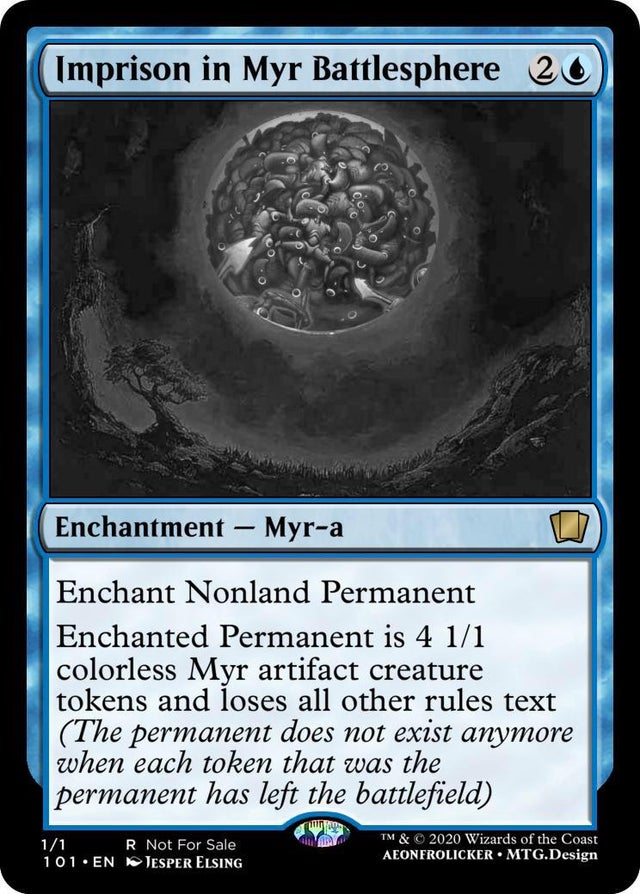 Imprison in Myr Battlesphere 2
Enchantment — Myr-a
Enchant Nonland Permanent
Enchanted Permanent is 4 1/1
colorless Myr artifact creature
tokens and loses all other rules text
(The permanent does not exist anymore
when each token that was the
permanent has left the battlefield)
1/1 R Not For Sale
101 • EN JESPER ELSING
™ & © 2020 Wizards of the Coast
AEONFROLICKER • MTG.Design